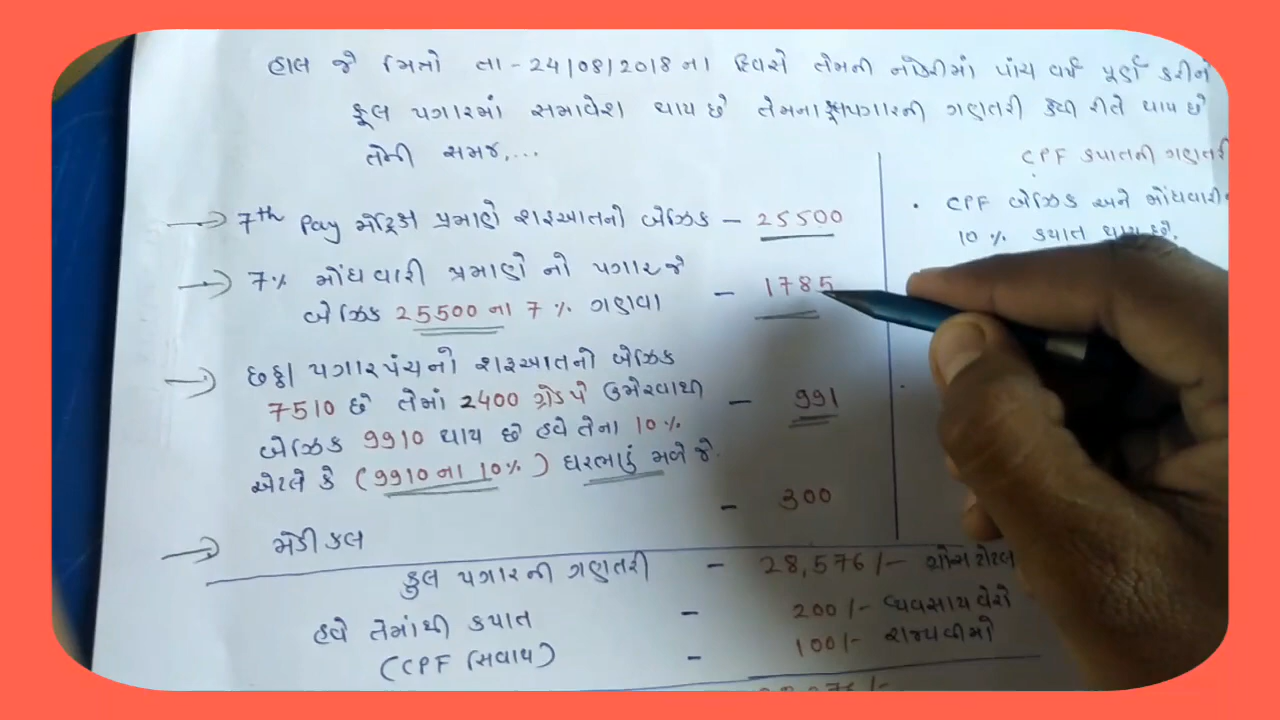 હાલ જે મિત્રો તા - 24/08/2018 ના દિવસે તેમની નોકરીમાં પાંચ વર્ષ પૂર્ણ કરીને
ફૂલ પગારમાં સમાવેશ થાય છે તેમના ફૂલપગારની ગણતરી કેવી રીતે થાય છે
તેની સમજ....
CPF કપાતની ગણતરી
→ 7th Pay મેટ્રિક્સ પ્રમાણે શરૂઆતનો બેઝિક - 25500
• CPF બેઝિક અને મોંઘવારીના
10 % કપાત થાય છે.
→ 7% મોંઘવારી પ્રમાણેનો પગાર જે
બેઝિક 25500 ના 7 % ગણવા - 1785
→ છઠ્ઠા પગારપંચનો શરૂઆતનો બેઝિક
7510 છે તેમાં 2400 ગ્રેડ પે ઉમેરવાથી - 991
બેઝિક 9910 થાય છે હવે તેના 10 %
એટલે કે (9910 ના 10%) ઘરભાડું મળે જે.
→ મેડીકલ - 300
કુલ પગારની ગણતરી - 28,576 /- ગ્રોસ ટોટલ
હવે તેમાંથી કપાત - 200 /- વ્યવસાય વેરો
(CPF સિવાય) - 100 /- રાજ્ય વીમો